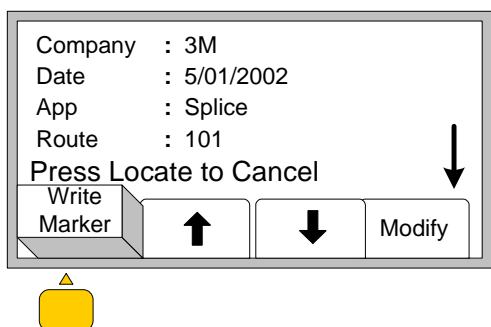 Company : 3M
Date : 5/01/2002
App : Splice
Route : 101
Press Locate to Cancel
Write
Marker
Modify